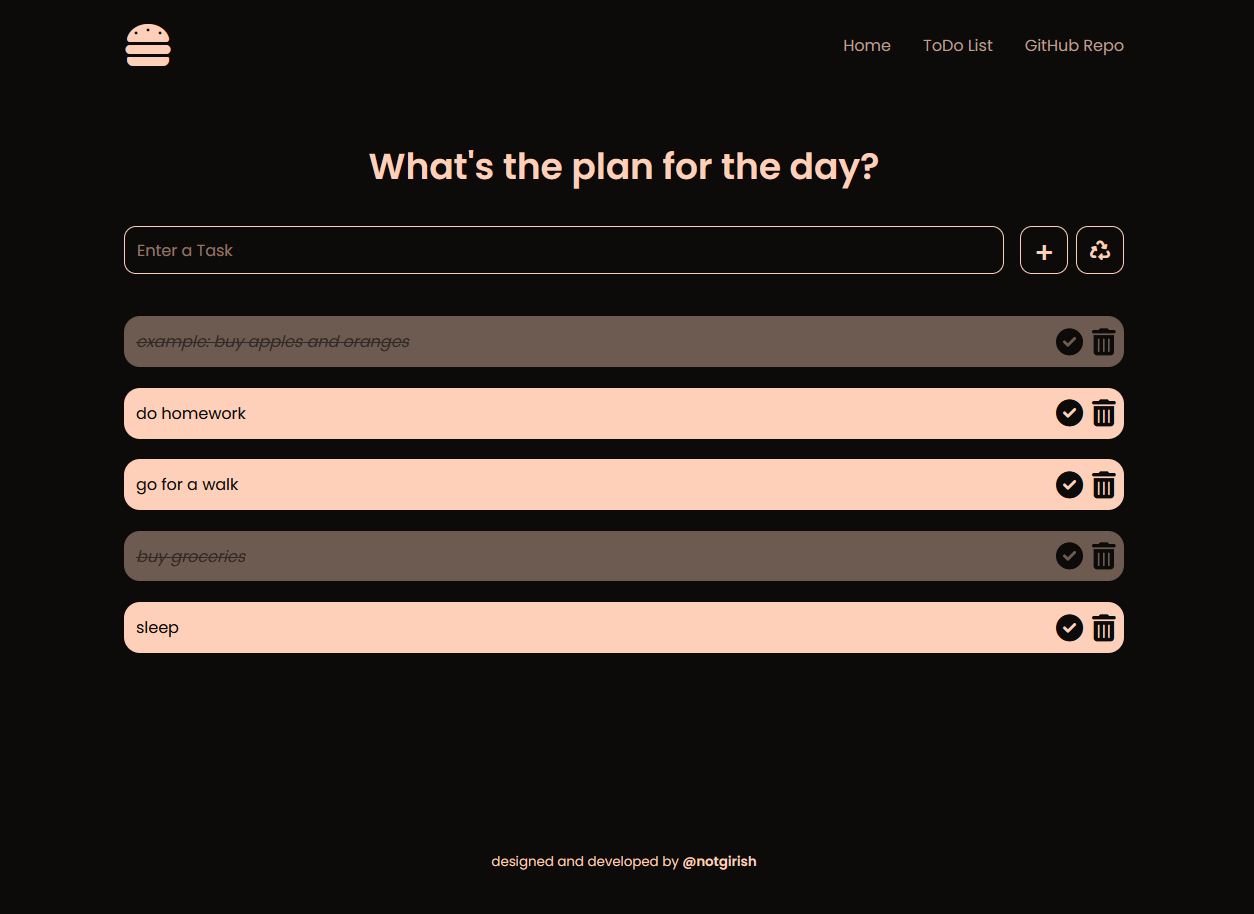 Home ToDo List GitHub Repo
What's the plan for the day?
Enter a Task
example: buy apples and oranges
do homework
go for a walk
buy groceries
sleep
designed and developed by @notgirish